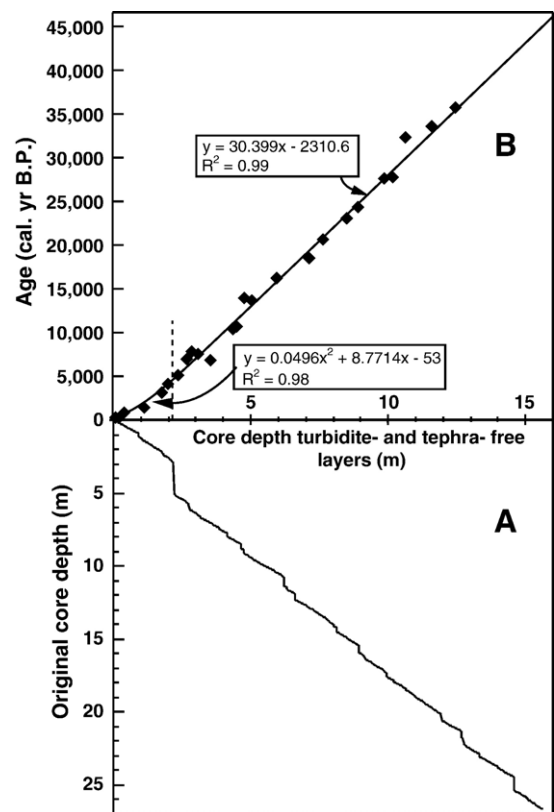 45,000
40,000
35,000
30,000
25,000
20,000
15,000
10,000
5,000
0
Age (cal. yr B.P.)
B
y = 30.399x - 2310.6
R² = 0.99
y = 0.0496x² + 8.7714x - 53
R² = 0.98
5
10
15
Core depth turbidite- and tephra- free
layers (m)
A
Original core depth (m)
5
10
15
20
25